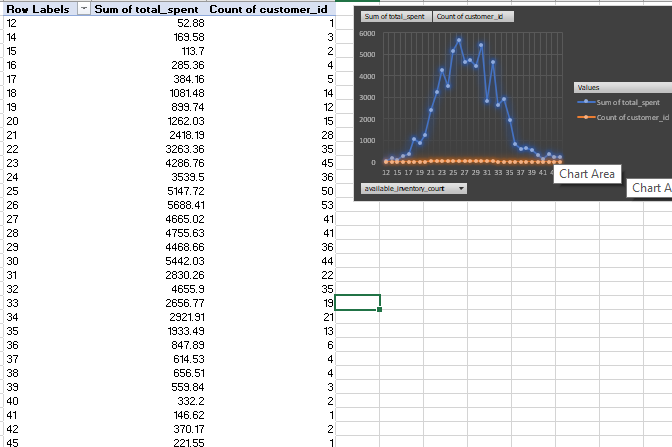 Row Labels Sum of total_spent Count of customer_id
12 52.88 1
14 169.58 3
15 113.7 2
16 285.36 4
17 384.16 5
18 1081.48 14
19 899.74 12
20 1262.03 15
21 2418.19 28
22 3263.36 35
23 4286.76 45
24 3539.5 36
25 5147.72 50
26 5688.41 53
27 4665.02 41
28 4755.63 41
29 4468.66 36
30 5442.03 44
31 2830.26 22
32 4655.9 35
33 2656.77 19
34 2921.91 21
35 1933.49 13
36 847.89 6
37 614.53 4
38 656.51 4
39 559.84 3
40 332.2 2
41 146.62 1
42 370.17 2
45 221.55 1
Sum of total_spent Count of customer_id
6000
5000
4000
3000
2000
1000
0
12 15 17 19 21 23 25 27 29 31 33 35 37 39 41
Values
Sum of total_spent
Count of customer_id
Chart Area
Chart A
available_inventory_count